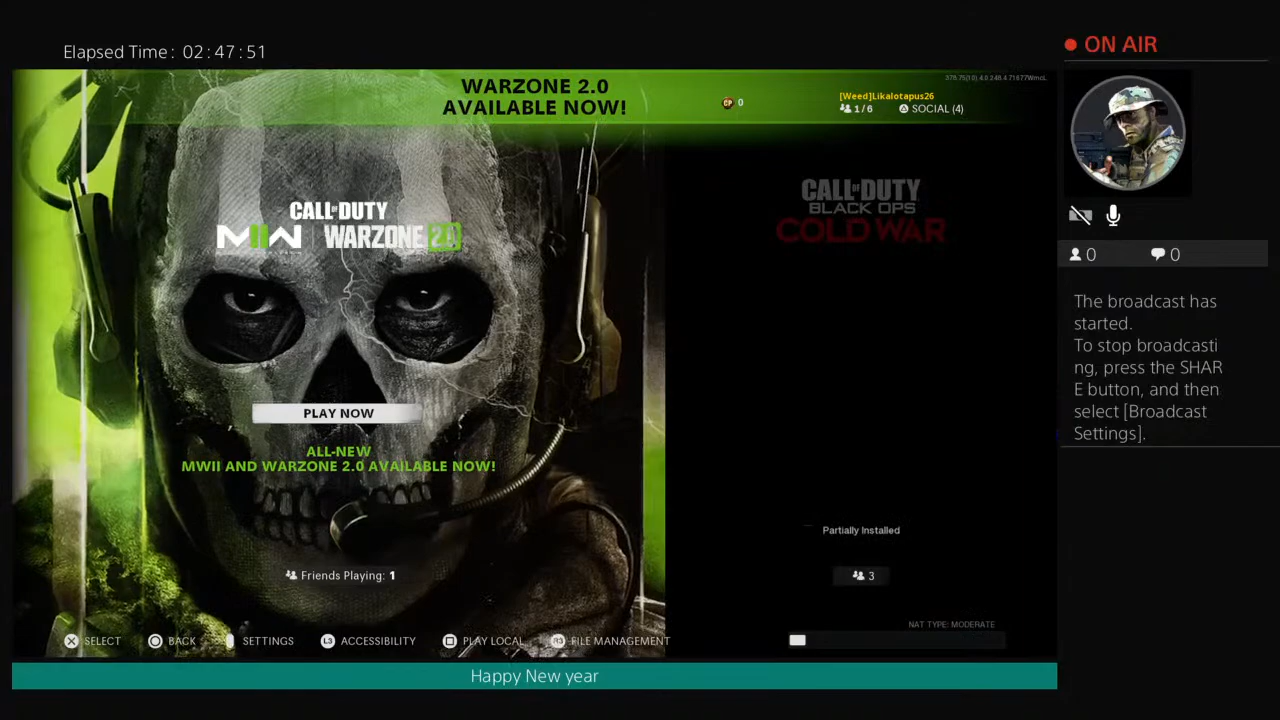 Elapsed Time: 02:47:51
ON AIR
WARZONE 2.0
AVAILABLE NOW!
CP 0
[Weed]Likalotapus26
1/6
SOCIAL (4)
CALL OF DUTY
MWII | WARZONE 2.0
CALL OF DUTY
BLACK OPS
COLD WAR
0
0
The broadcast has
started.
To stop broadcasti
ng, press the SHAR
E button, and then
select [Broadcast
Settings].
PLAY NOW
ALL-NEW
MWII AND WARZONE 2.0 AVAILABLE NOW!
Partially Installed
Friends Playing: 1
3
NAT TYPE: MODERATE
SELECT
BACK
SETTINGS
L3 ACCESSIBILITY
PLAY LOCAL
R3 FILE MANAGEMENT
Happy New year